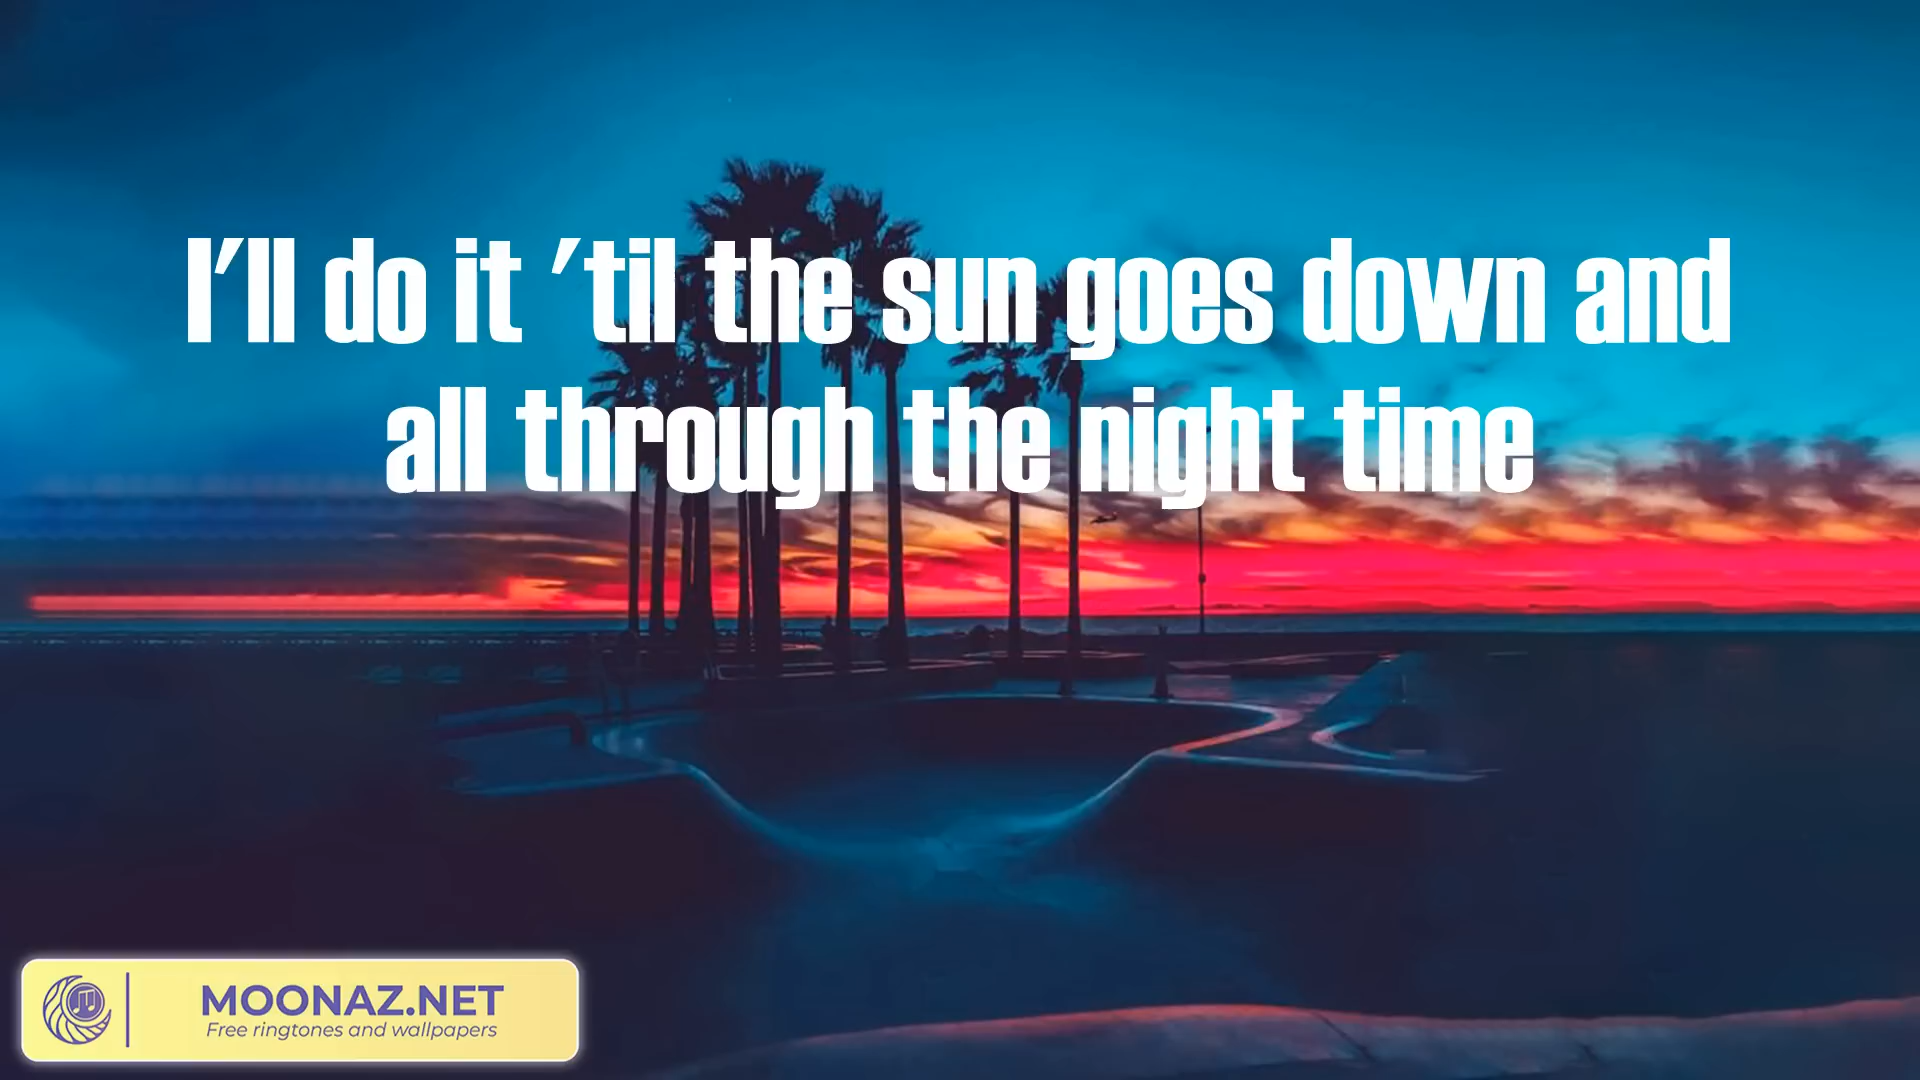 I'll do it 'til the sun goes down and
all through the night time
MOONAZ.NET
Free ringtones and wallpapers